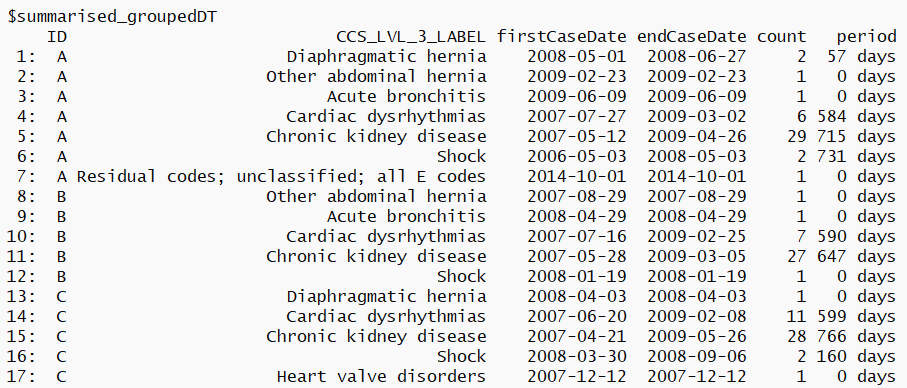 $summarised_groupedDT
ID CCS_LVL_3_LABEL firstCaseDate endCaseDate count period
1: A Diaphragmatic hernia 2008-05-01 2008-06-27 2 57 days
2: A Other abdominal hernia 2009-02-23 2009-02-23 1 0 days
3: A Acute bronchitis 2009-06-09 2009-06-09 1 0 days
4: A Cardiac dysrhythmias 2007-07-27 2009-03-02 6 584 days
5: A Chronic kidney disease 2007-05-12 2009-04-26 29 715 days
6: A Shock 2006-05-03 2008-05-03 2 731 days
7: A Residual codes; unclassified; all E codes 2014-10-01 2014-10-01 1 0 days
8: B Other abdominal hernia 2007-08-29 2007-08-29 1 0 days
9: B Acute bronchitis 2008-04-29 2008-04-29 1 0 days
10: B Cardiac dysrhythmias 2007-07-16 2009-02-25 7 590 days
11: B Chronic kidney disease 2007-05-28 2009-03-05 27 647 days
12: B Shock 2008-01-19 2008-01-19 1 0 days
13: C Diaphragmatic hernia 2008-04-03 2008-04-03 1 0 days
14: C Cardiac dysrhythmias 2007-06-20 2009-02-08 11 599 days
15: C Chronic kidney disease 2007-04-21 2009-05-26 28 766 days
16: C Shock 2008-03-30 2008-09-06 2 160 days
17: C Heart valve disorders 2007-12-12 2007-12-12 1 0 days